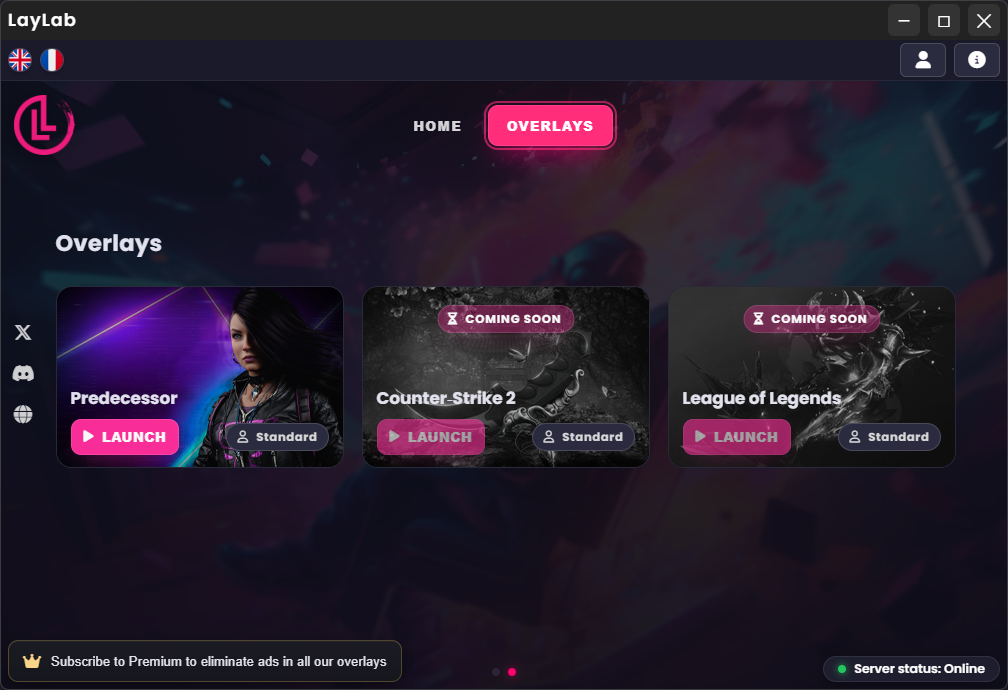 LayLab
HOME
OVERLAYS
Overlays
COMING SOON
COMING SOON
Predecessor
Counter-Strike 2
League of Legends
LAUNCH
Standard
LAUNCH
Standard
LAUNCH
Standard
Subscribe to Premium to eliminate ads in all our overlays
Server status: Online